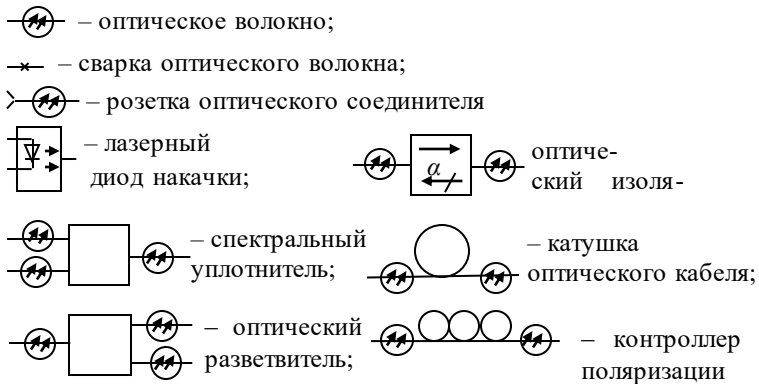 – оптическое волокно;
– сварка оптического волокна;
– розетка оптического соединителя
– лазерный
диод накачки;
α
оптиче-
ский изоля-
– спектральный
уплотнитель;
– катушка
оптического кабеля;
– оптический
разветвитель;
– контроллер
поляризации